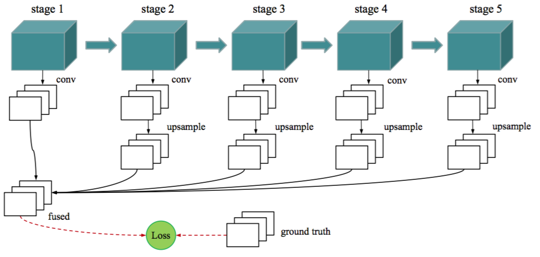 stage 1 stage 2 stage 3 stage 4 stage 5
conv conv conv conv conv
upsample upsample upsample upsample
fused
Loss
ground truth